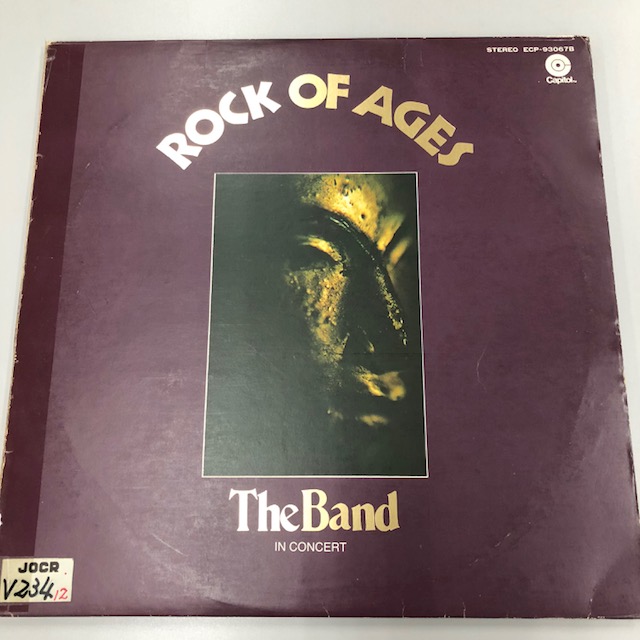 STEREO ECP-93067B
Capitol
ROCK OF AGES
The Band
IN CONCERT
JOCR
V234 12